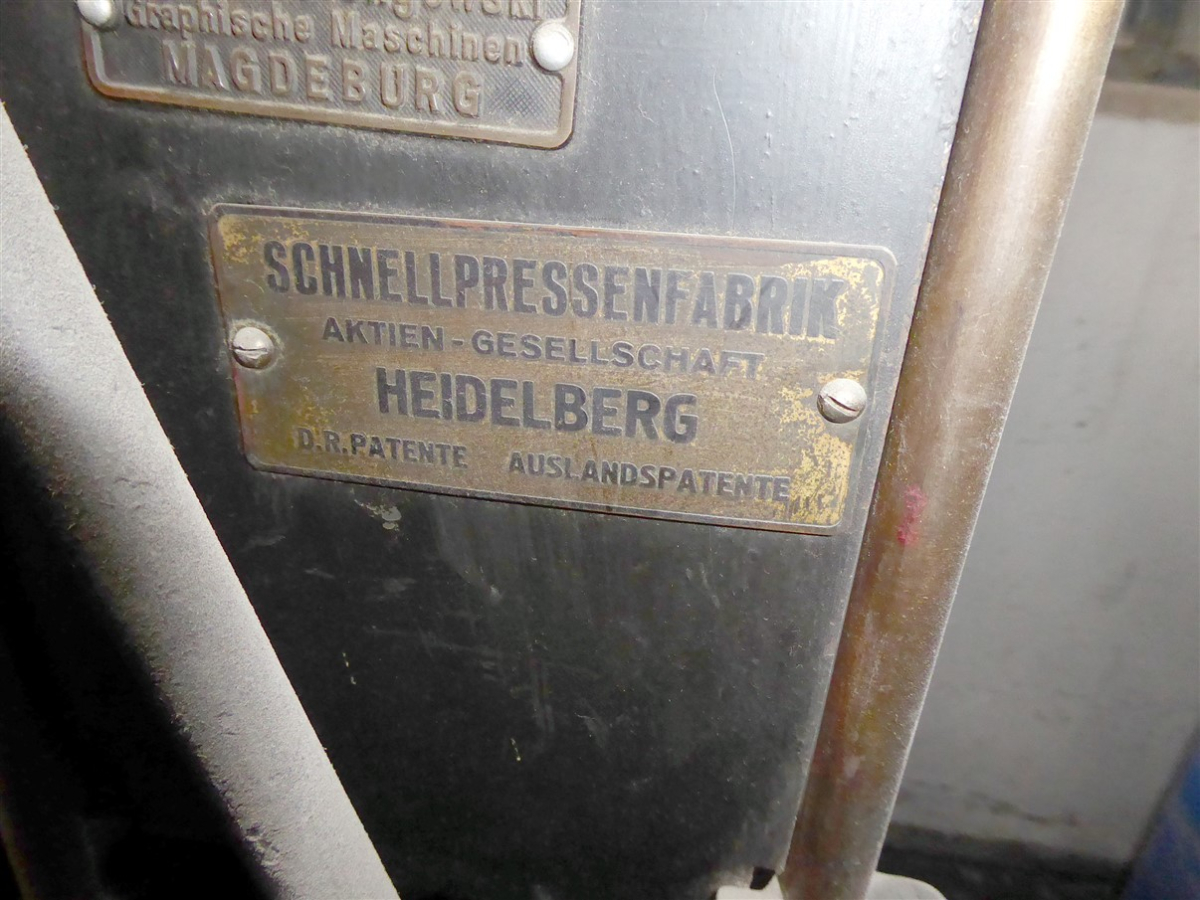 graphische Maschinen
MAGDEBURG
SCHNELLPRESSENFABRIK
AKTIEN-GESELLSCHAFT
HEIDELBERG
D.R.PATENTE AUSLANDSPATENTE